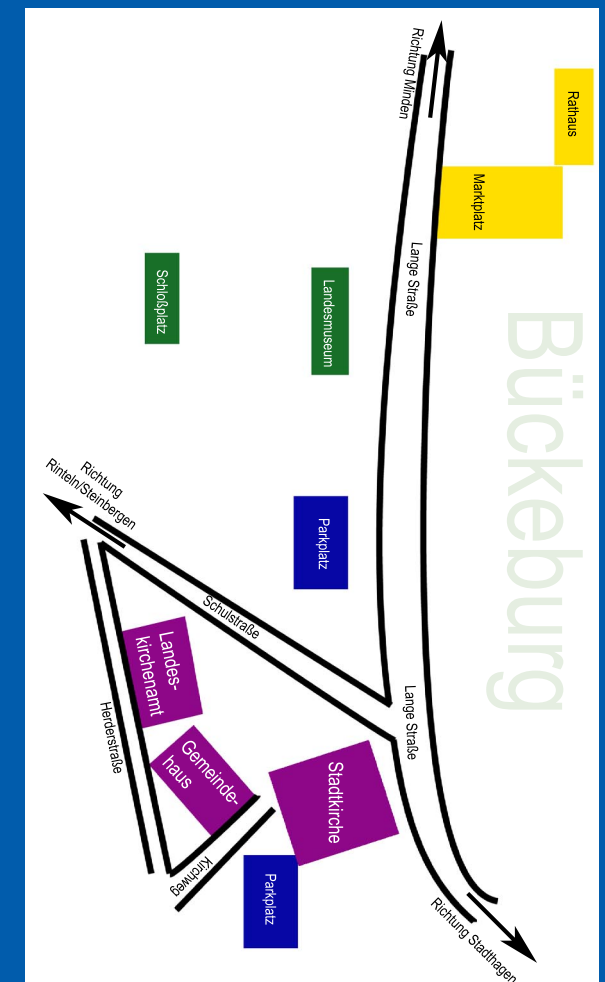 Richtung Minden
Rathaus
Marktplatz
Lange Straße
Schloßplatz
Landesmuseum
Bückeburg
Richtung
Rinteln/Steinbergen
Parkplatz
Schulstraße
Landes-
kirchenamt
Herderstraße
Gemeinde-
haus
Stadtkirche
Lange Straße
Kirchweg
Parkplatz
Richtung Stadthagen